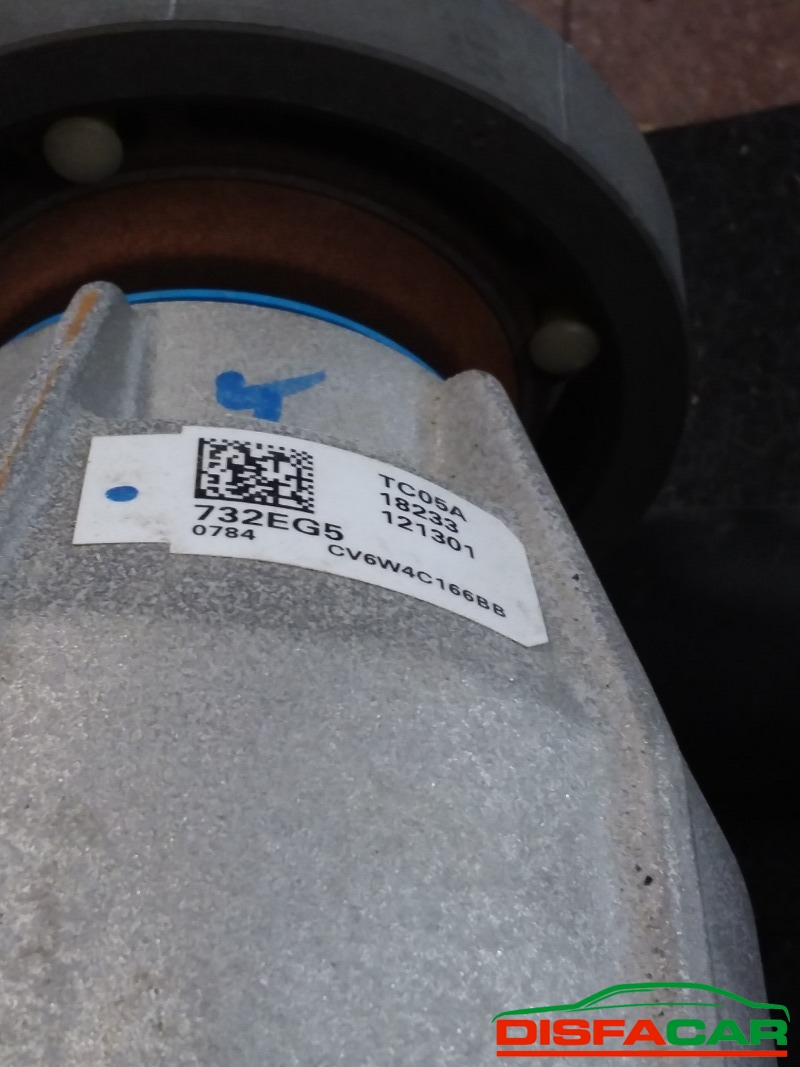 TC05A
18233
121301
732EG5
0784
CV6W4C166BB
DISFACAR